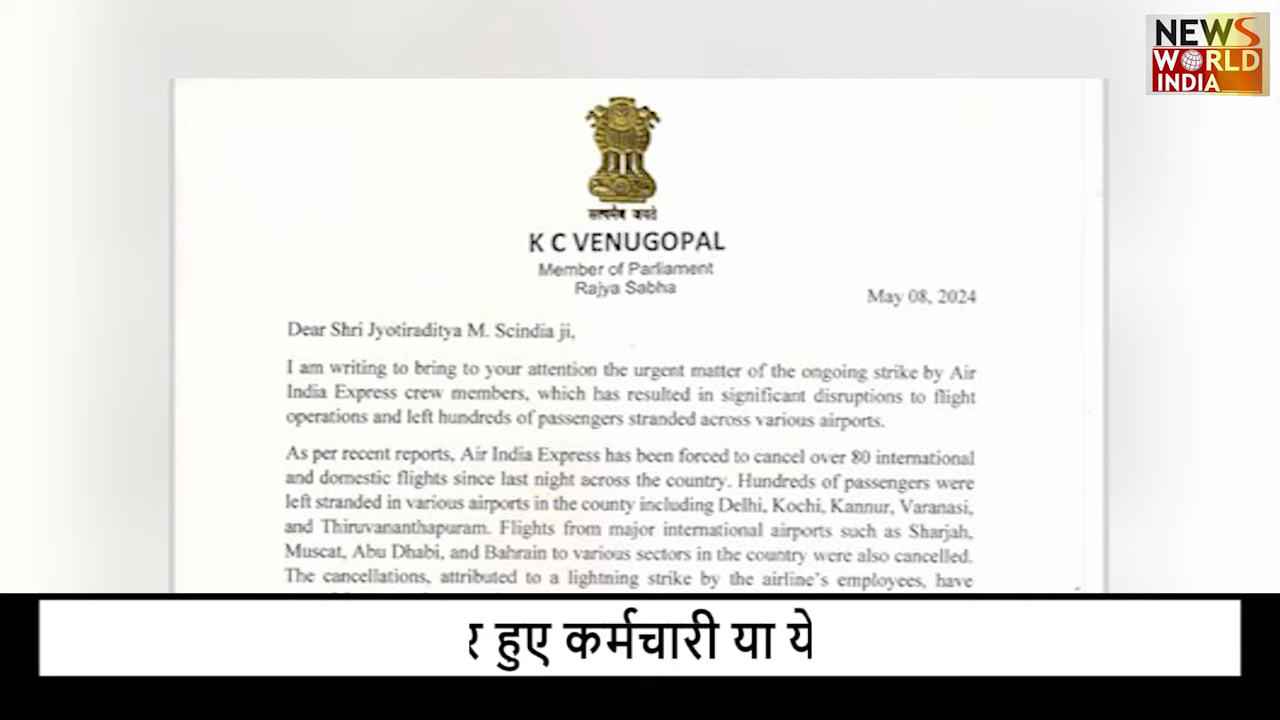 NEWS
WORLD
INDIA
सत्यमेव जयते
K C VENUGOPAL
Member of Parliament
Rajya Sabha
May 08, 2024
Dear Shri Jyotiraditya M. Scindia ji,
I am writing to bring to your attention the urgent matter of the ongoing strike by Air
India Express crew members, which has resulted in significant disruptions to flight
operations and left hundreds of passengers stranded across various airports.
As per recent reports, Air India Express has been forced to cancel over 80 international
and domestic flights since last night across the country. Hundreds of passengers were
left stranded in various airports in the county including Delhi, Kochi, Kannur, Varanasi,
and Thiruvananthapuram. Flights from major international airports such as Sharjah,
Muscat, Abu Dhabi, and Bahrain to various sectors in the country were also cancelled.
The cancellations, attributed to a lightning strike by the airline's employees, have
हुए कर्मचारी या ये